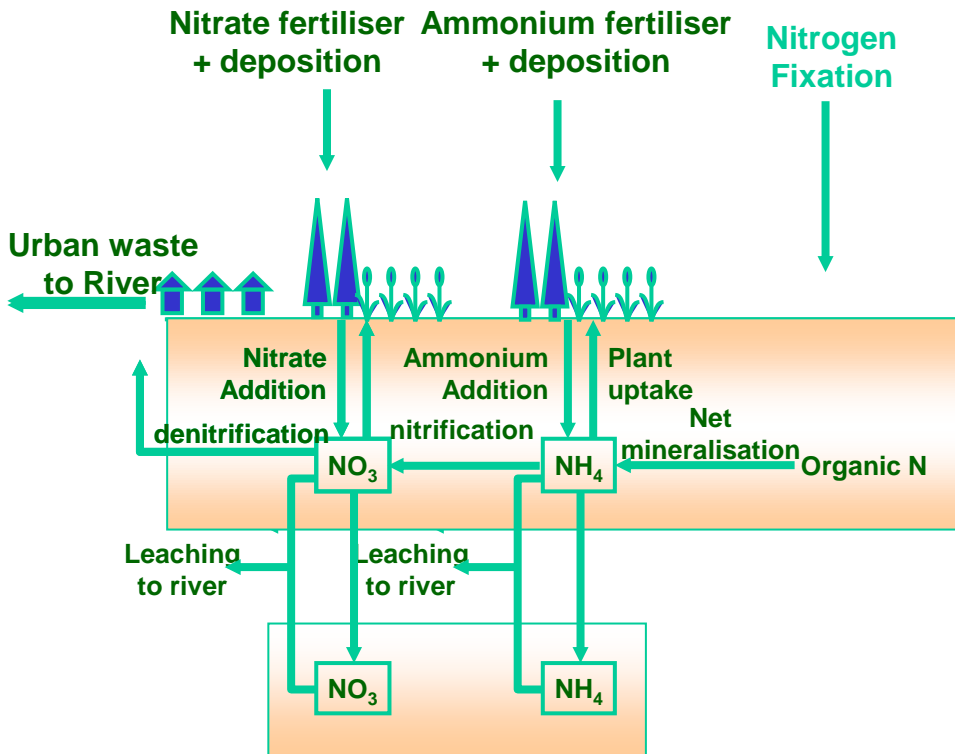 Nitrate fertiliser
+ deposition
Ammonium fertiliser
+ deposition
Nitrogen
Fixation
Urban waste
to River
Nitrate
Addition
Ammonium
Addition
Plant
uptake
denitrification
nitrification
Net
mineralisation
NO₃
NH₄
Organic N
Leaching
to river
Leaching
to river
NO₃
NH₄